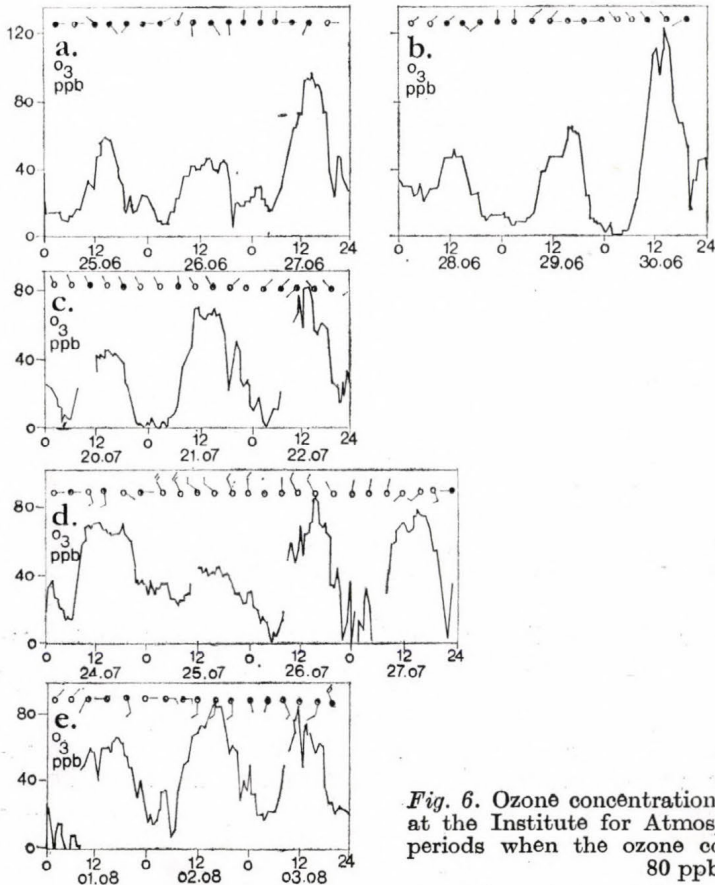 120
80
40
0
a.
O3
ppb
12 0 12 0 12 24
0
25.06 26.06 27.06
b.
O3
ppb
0 12 0 12 0 12 24
28.06 29.06 30.06
80
40
0
c.
O3
ppb
0 12 0 12 0 12 24
20.07 21.07 22.07
80
40
0
d.
O3
ppb
0 12 0 12 0 12 0 12 24
24.07 25.07 26.07 27.07
80
40
0
e.
O3
ppb
0 12 0 12 0 12 24
01.08 02.08 03.08
Fig. 6. Ozone concentration
at the Institute for Atmos
periods when the ozone co
80 ppb